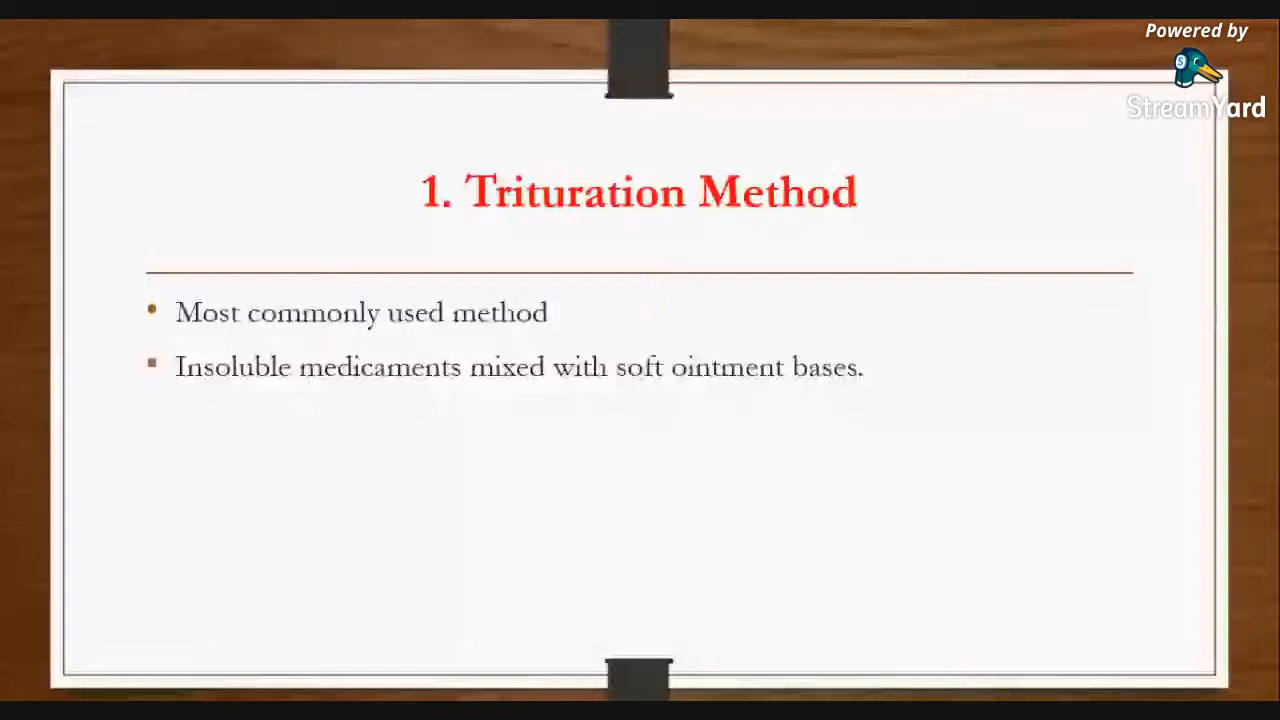 Powered by
StreamYard
1. Trituration Method
• Most commonly used method
▪ Insoluble medicaments mixed with soft ointment bases.